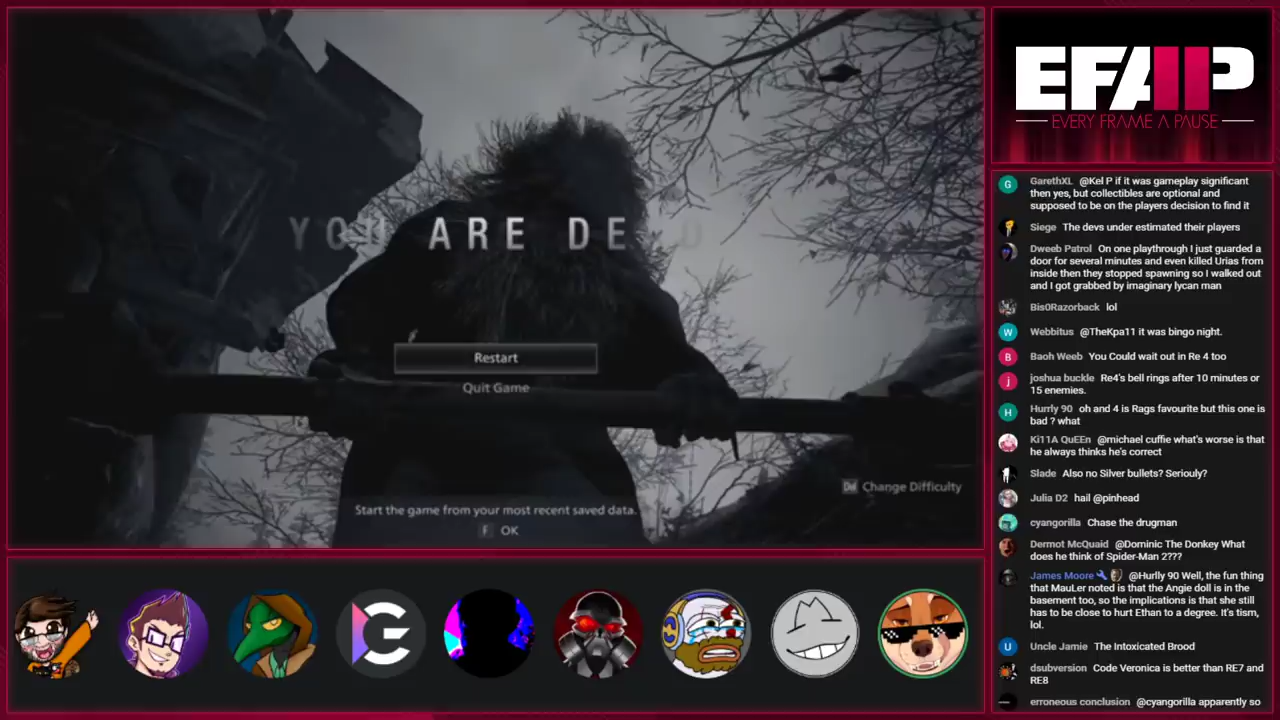 YOU ARE DEAD
Restart
Quit Game
Change Difficulty
Start the game from your most recent saved data.
F OK
EFAP
EVERY FRAME A PAUSE
G GarethXL @Kel P if it was gameplay significant
then yes, but collectibles are optional and
supposed to be on the players decision to find it
Siege The devs under estimated their players
Dweeb Patrol On one playthrough I just guarded a
door for several minutes and even killed Urias from
inside then they stopped spawning so I walked out
and I got grabbed by imaginary lycan man
Bis0Razorback lol
W Webbitus @TheKpa11 it was bingo night.
B Baoh Weeb You Could wait out in Re 4 too
j joshua buckle Re4's bell rings after 10 minutes or
15 enemies.
H Hurrly 90 oh and 4 is Rags favourite but this one is
bad ? what
Ki11A QuEEn @michael cuffie what's worse is that
he always thinks he's correct
Slade Also no Silver bullets? Seriouly?
Julia D2 hail @pinhead
cyangorilla Chase the drugman
Dermot McQuaid @Dominic The Donkey What
does he think of Spider-Man 2???
James Moore @Hurlly 90 Well, the fun thing
that MauLer noted is that the Angie doll is in the
basement too, so the implications is that she still
has to be close to hurt Ethan to a degree. It's tism,
lol.
U Uncle Jamie The Intoxicated Brood
dsubversion Code Veronica is better than RE7 and
RE8
erroneous conclusion @cyangorilla apparently so